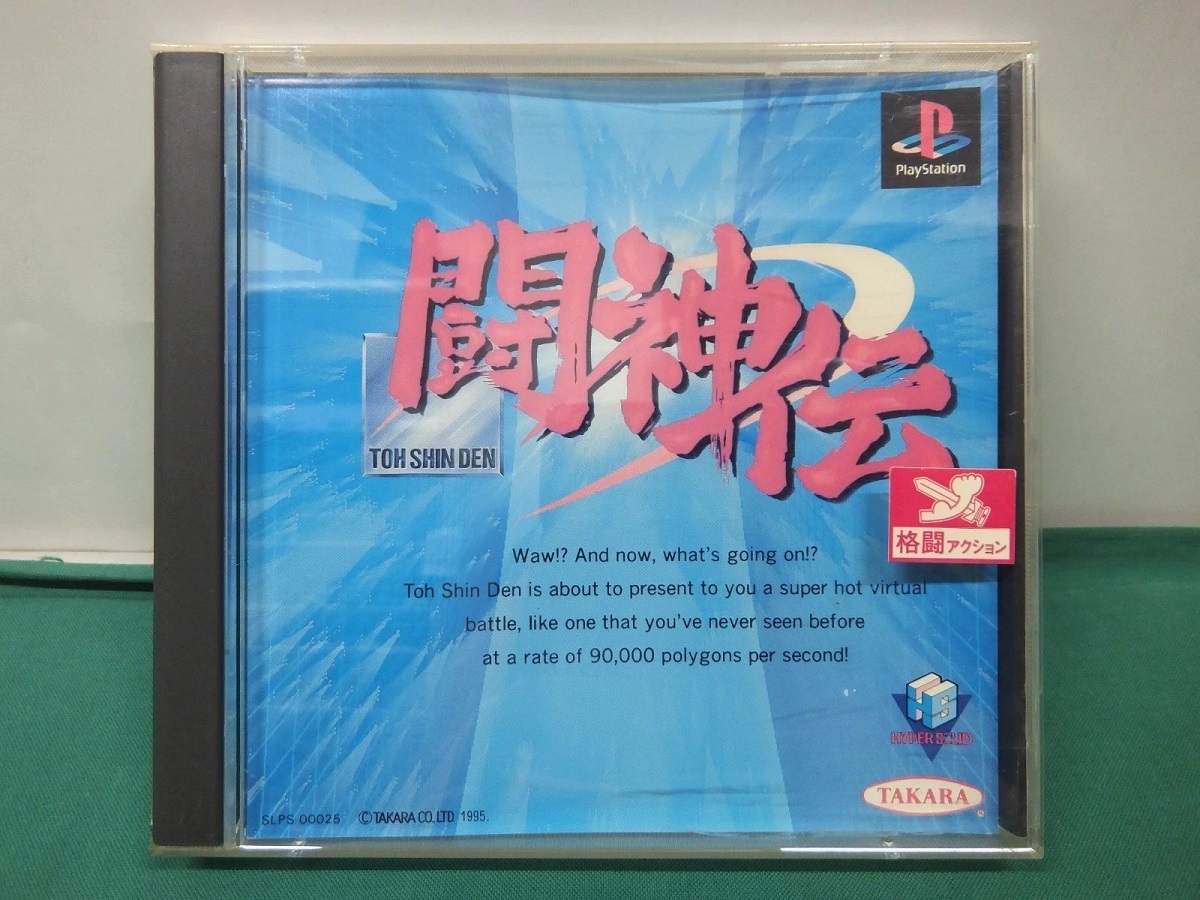 PlayStation
闘神伝
TOH SHIN DEN
格闘アクション
Waw!? And now, what's going on!?
Toh Shin Den is about to present to you a super hot virtual
battle, like one that you've never seen before
at a rate of 90,000 polygons per second!
HS
HYPER SOLID
TAKARA
SLPS 00025 ©TAKARA CO.LTD. 1995.